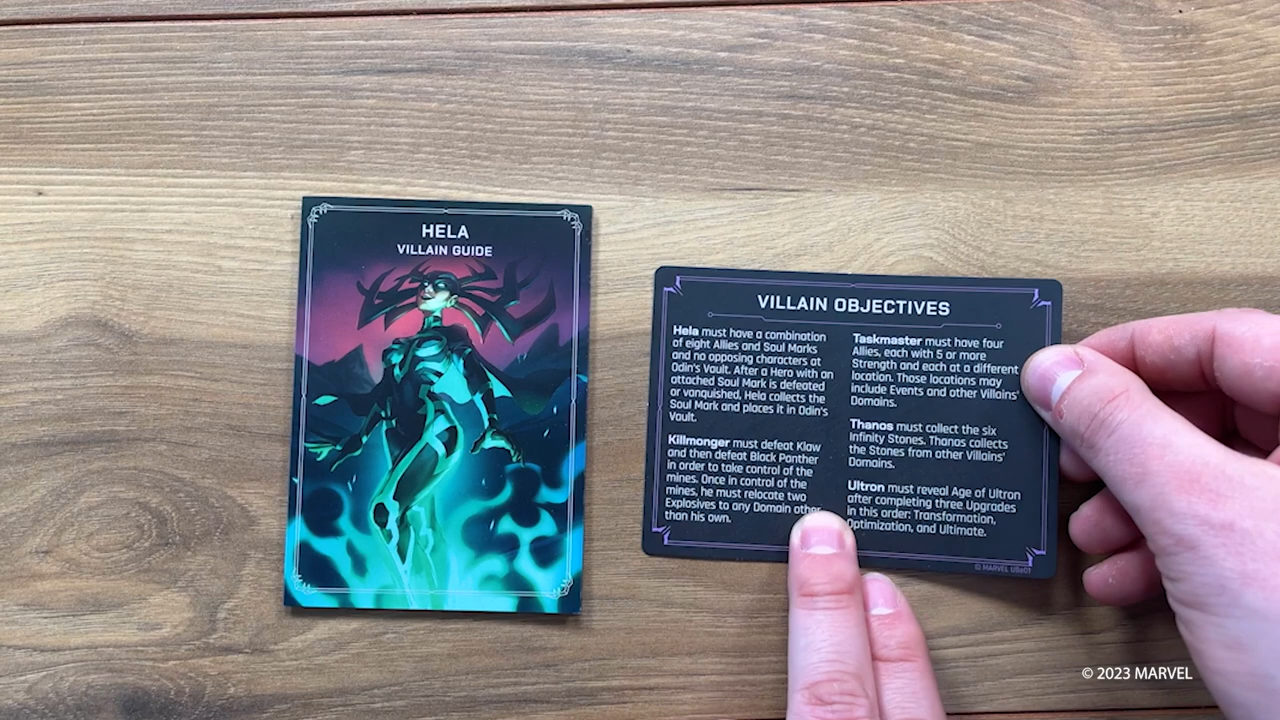 HELA
VILLAIN GUIDE
VILLAIN OBJECTIVES
Hela must have a combination
of eight Allies and Soul Marks
and no opposing characters at
Odin's Vault. After a Hero with an
attached Soul Mark is defeated
or vanquished, Hela collects the
Soul Mark and places it in Odin's
Vault.
Killmonger must defeat Klaw
and then defeat Black Panther
in order to take control of the
mines. Once in control of the
mines, he must relocate two
Explosives to any Domain other
than his own.
Taskmaster must have four
Allies, each with 5 or more
Strength and each at a different
location. Those locations may
include Events and other Villains'
Domains.
Thanos must collect the six
Infinity Stones. Thanos collects
the Stones from other Villains'
Domains.
Ultron must reveal Age of Ultron
after completing three Upgrades
in this order: Transformation,
Optimization, and Ultimate.
© MARVEL USe01
© 2023 MARVEL